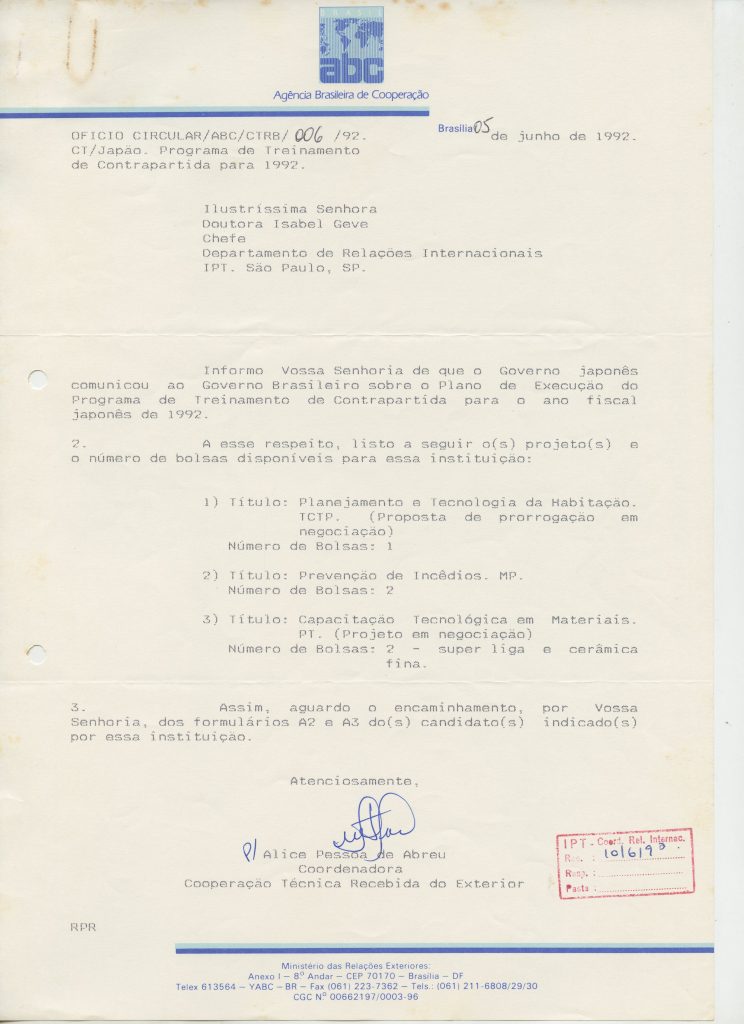 BRASIL
abc
Agência Brasileira de Cooperação
OFICIO CIRCULAR/ABC/CTRB/ 006 /92.
Brasília 05 de junho de 1992.
CT/Japão. Programa de Treinamento
de Contrapartida para 1992.
Ilustríssima Senhora
Doutora Isabel Geve
Chefe
Departamento de Relações Internacionais
IPT. São Paulo, SP.
Informo Vossa Senhoria de que o Governo japonês
comunicou ao Governo Brasileiro sobre o Plano de Execução do
Programa de Treinamento de Contrapartida para o ano fiscal
japonês de 1992.
2. A esse respeito, listo a seguir o(s) projeto(s) e
o número de bolsas disponíveis para essa instituição:
1) Título: Planejamento e Tecnologia da Habitação.
TCTP. (Proposta de prorrogação em
negociação)
Número de Bolsas: 1
2) Título: Prevenção de Incêdios. MP.
Número de Bolsas: 2
3) Título: Capacitação Tecnológica em Materiais.
PT. (Projeto em negociação)
Número de Bolsas: 2 - super liga e cerâmica
fina.
3. Assim, aguardo o encaminhamento, por Vossa
Senhoria, dos formulários A2 e A3 do(s) candidato(s) indicado(s)
por essa instituição.
Atenciosamente,
P/ Alice Pessoa de Abreu
Coordenadora
Cooperação Técnica Recebida do Exterior
IPT - Coord. Rel. Internac.
Rec. : 10/6/9
Resp. :
Pasta :
RPR
Ministério das Relações Exteriores:
Anexo I – 8º Andar – CEP 70170 – Brasília – DF
Telex 613564 – YABC – BR – Fax (061) 223-7362 – Tels.: (061) 211-6808/29/30
CGC Nº 00662197/0003-96